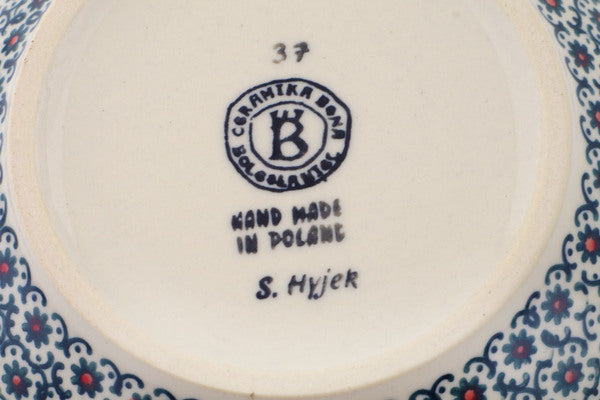 37
CERAMIKA BONA
B
BOLESŁAWIEC
HAND MADE
IN POLAND
S. Hyjek